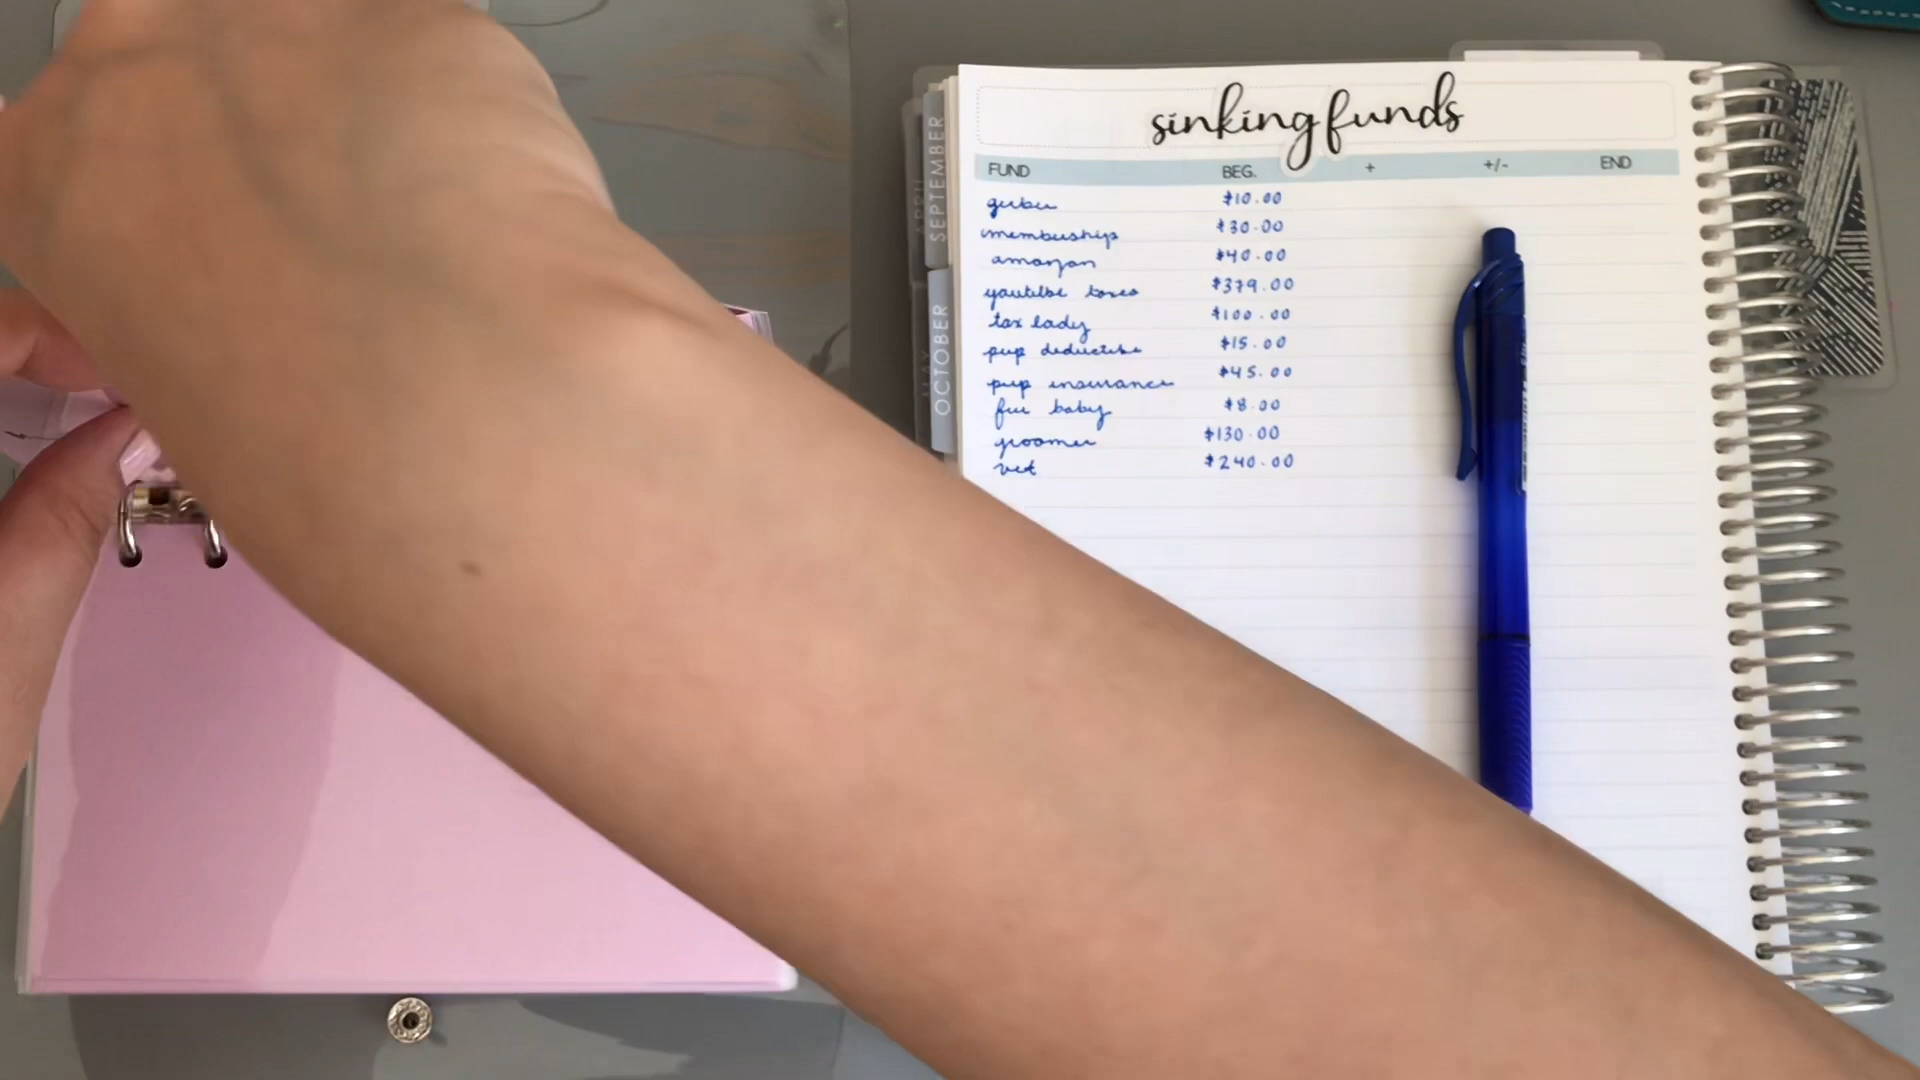 sinking funds
FUND BEG. + +/- END
$10.00
membership $30.00
amazon $40.00
youtube taxes $379.00
tax lady $100.00
pup deductible $15.00
pup insurance $45.00
fur baby $8.00
groomer $130.00
vet $240.00
APRIL
SEPTEMBER
MAY
OCTOBER